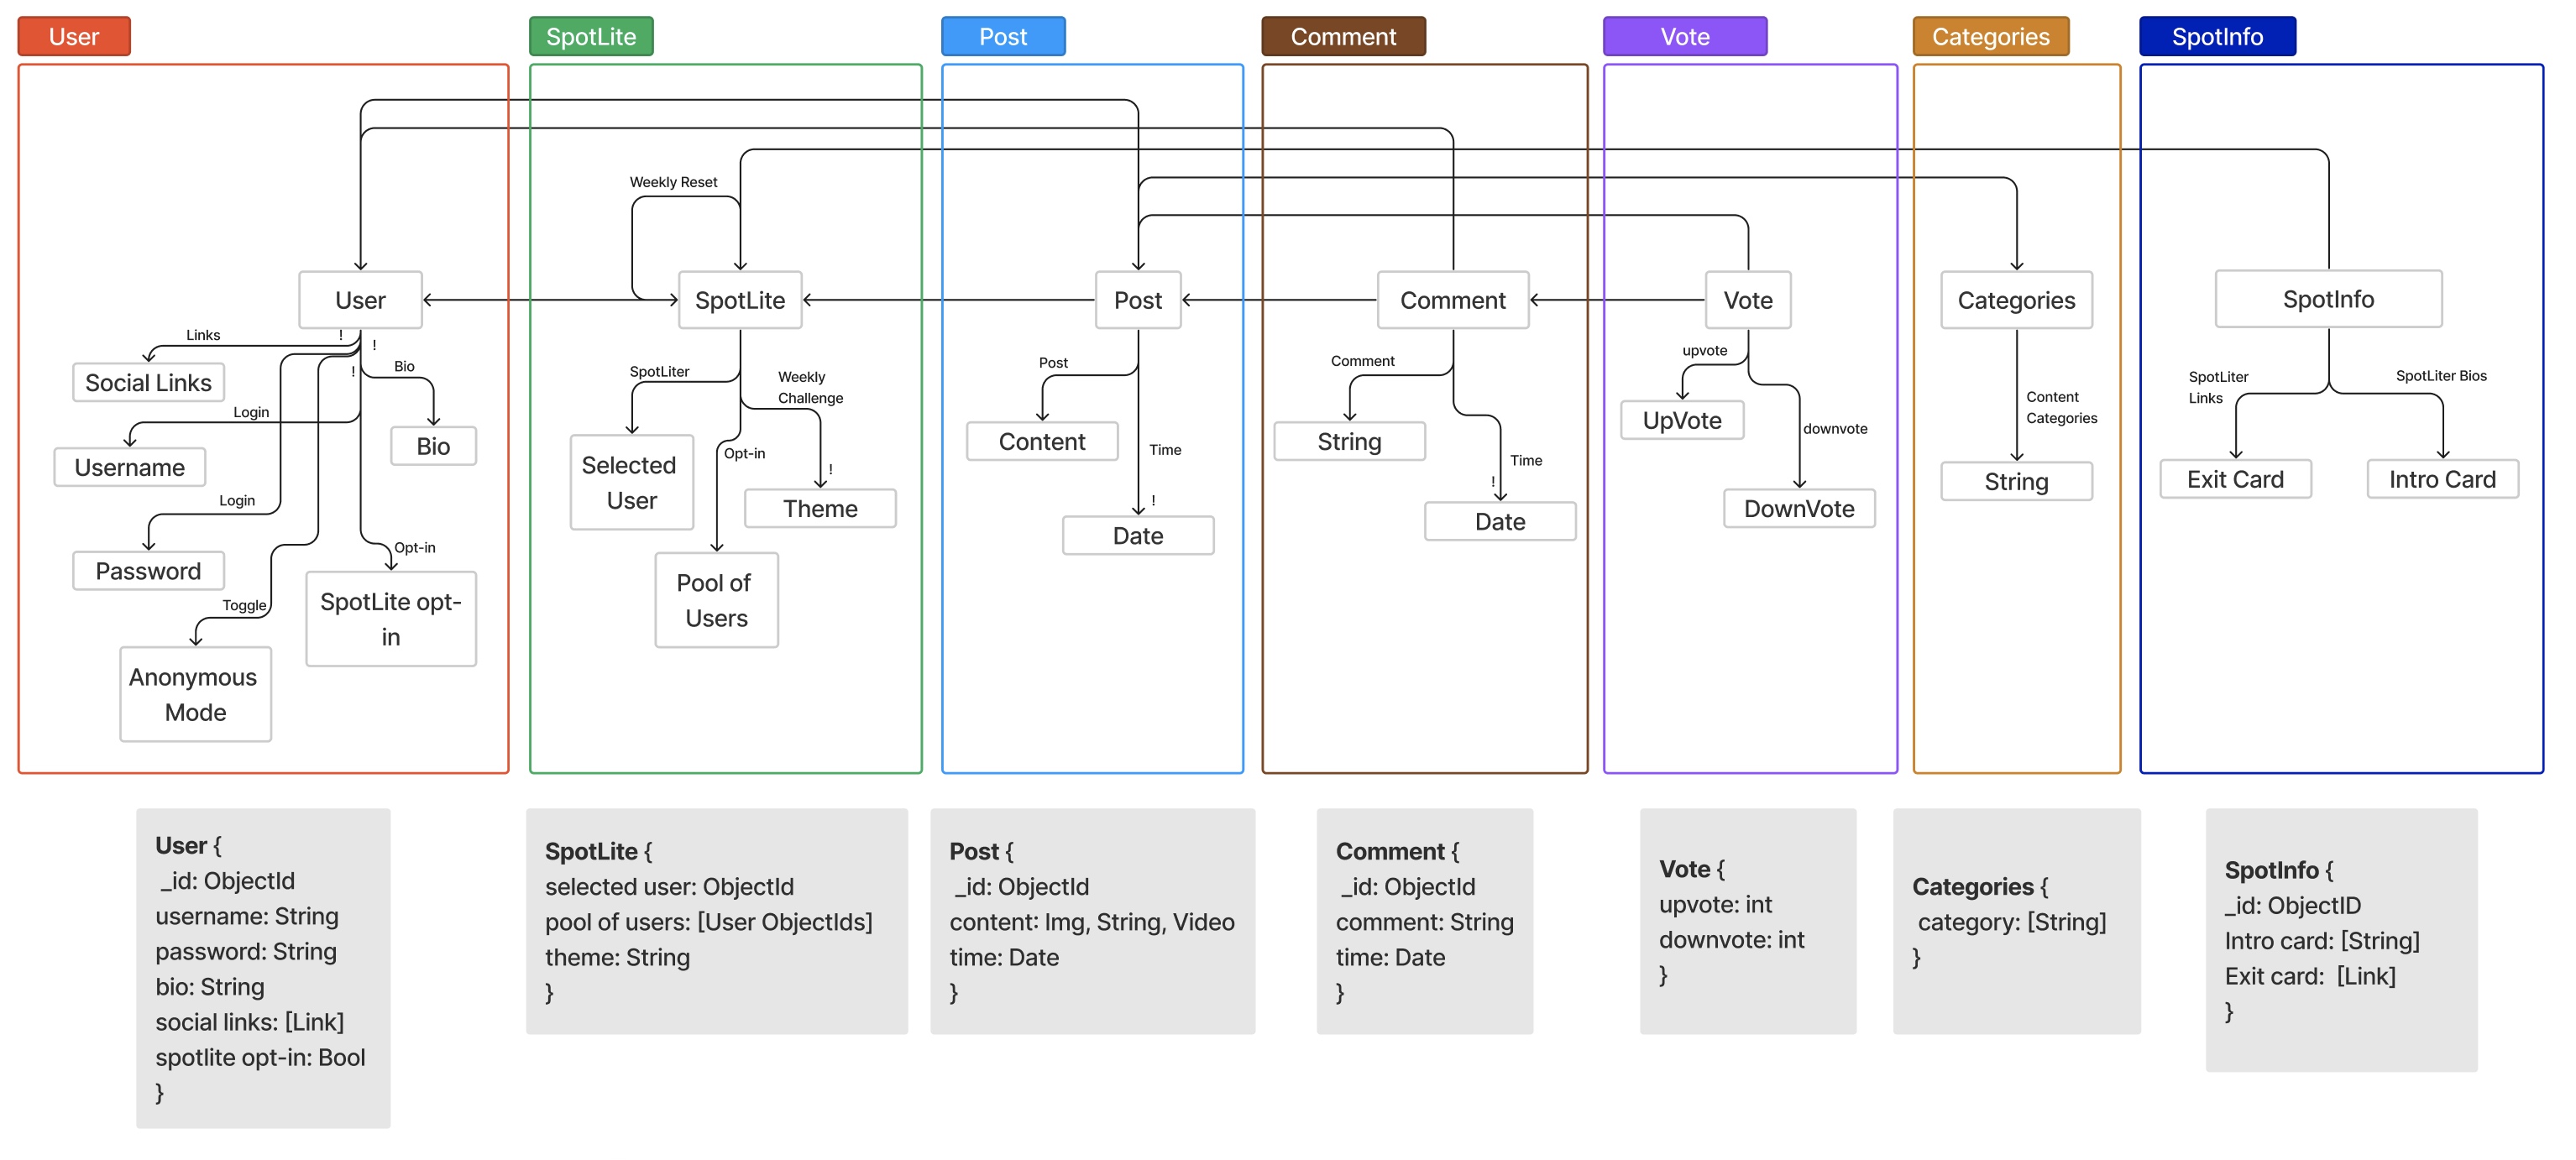 User
SpotLite
Post
Comment
Vote
Categories
SpotInfo
Weekly Reset
User
SpotLite
Post
Comment
Vote
Categories
SpotInfo
!
Links
!
Social Links
!
Bio
Login
Bio
Username
Login
Password
Opt-in
SpotLite opt-
in
Toggle
Anonymous
Mode
SpotLiter
Weekly
Challenge
Selected
User
Opt-in
!
Theme
Pool of
Users
Post
Content
Time
!
Date
Comment
String
Time
!
Date
upvote
UpVote
downvote
DownVote
Content
Categories
String
SpotLiter
Links
SpotLiter Bios
Exit Card
Intro Card
User {
_id: ObjectId
username: String
password: String
bio: String
social links: [Link]
spotlite opt-in: Bool
}
SpotLite {
selected user: ObjectId
pool of users: [User ObjectIds]
theme: String
}
Post {
_id: ObjectId
content: Img, String, Video
time: Date
}
Comment {
_id: ObjectId
comment: String
time: Date
}
Vote {
upvote: int
downvote: int
}
Categories {
category: [String]
}
SpotInfo {
_id: ObjectID
Intro card: [String]
Exit card:  [Link]
}